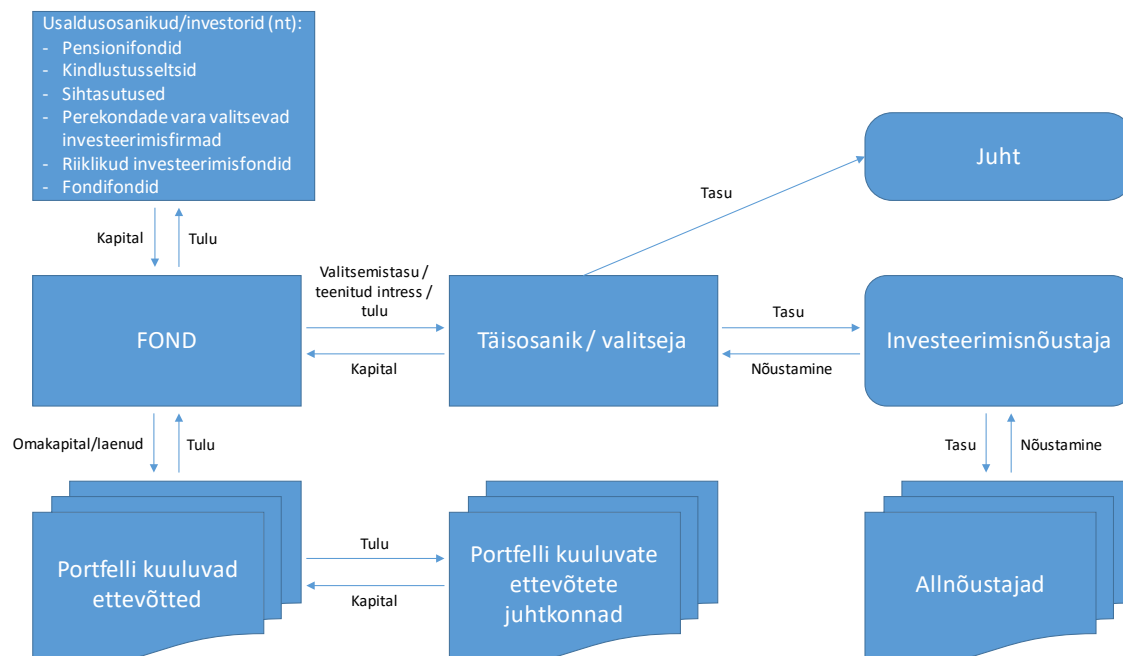 Usaldusosanikud/investorid (nt):
- Pensionifondid
- Kindlustusseltsid
- Sihtasutused
- Perekondade vara valitsevad
investeerimisfirmad
- Riiklikud investeerimisfondid
- Fondifondid
Juht
Tasu
Kapital
Tulu
Valitsemistasu /
teenitud intress /
tulu
FOND
Kapital
Täisosanik / valitseja
Tasu
Nõustamine
Investeerimisnõustaja
Omakapital/laenud
Tulu
Tasu
Nõustamine
Portfelli kuuluvad
ettevõtted
Tulu
Kapital
Portfelli kuuluvate
ettevõtete
juhtkonnad
Allnõustajad